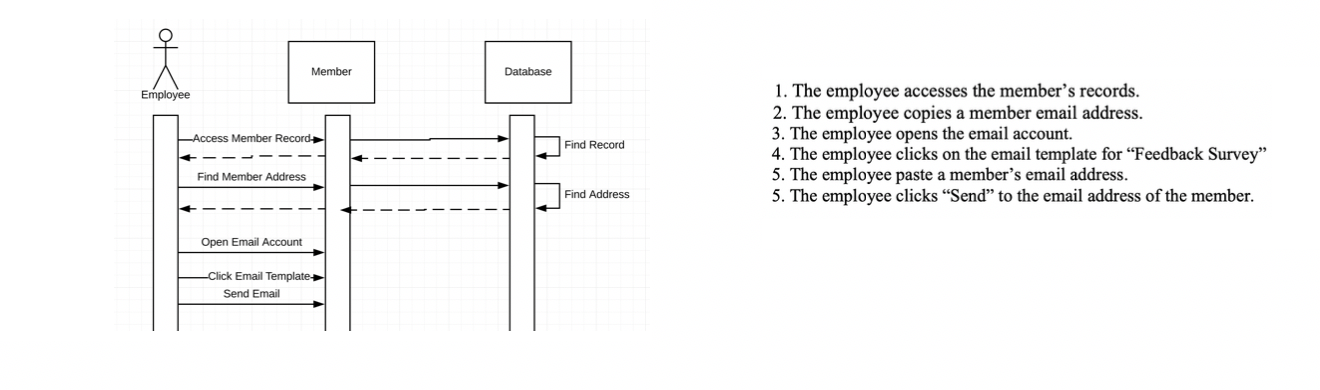 Employee
Member
Database
Access Member Record
Find Record
Find Member Address
Find Address
Open Email Account
Click Email Template
Send Email
1. The employee accesses the member's records.
2. The employee copies a member email address.
3. The employee opens the email account.
4. The employee clicks on the email template for “Feedback Survey”
5. The employee paste a member's email address.
5. The employee clicks “Send” to the email address of the member.